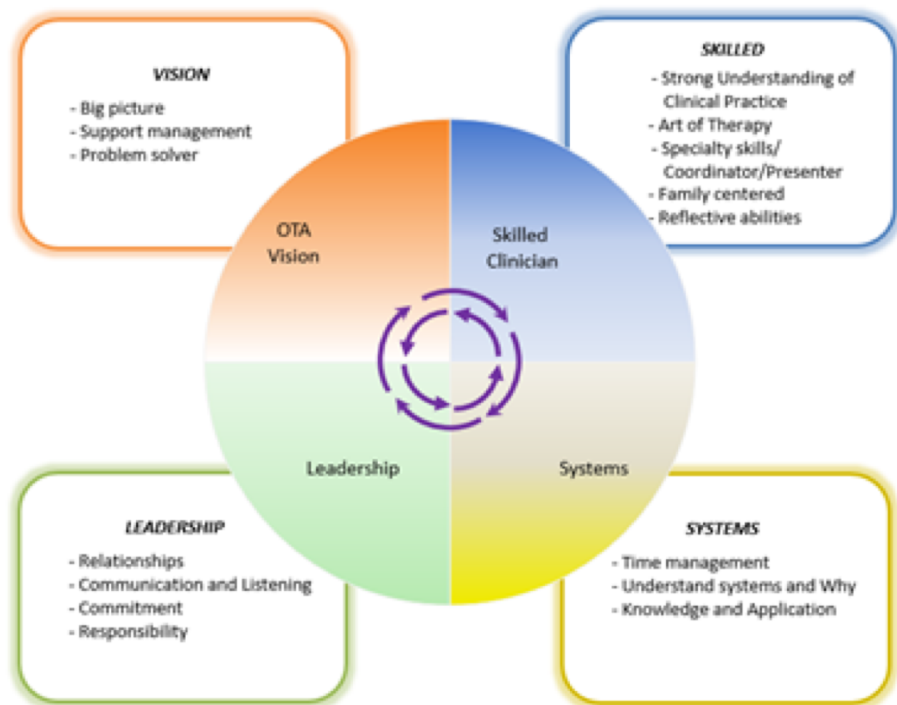 VISION
- Big picture
- Support management
- Problem solver
SKILLED
- Strong Understanding of
Clinical Practice
- Art of Therapy
- Specialty skills/
Coordinator/Presenter
- Family centered
- Reflective abilities
OTA
Vision
Skilled
Clinician
Leadership
Systems
LEADERSHIP
- Relationships
- Communication and Listening
- Commitment
- Responsibility
SYSTEMS
- Time management
- Understand systems and Why
- Knowledge and Application